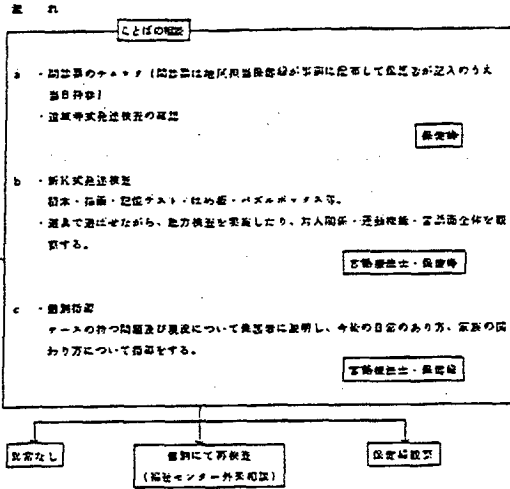 流れ
ことばの相談
a ・問診票のチェック(問診票は地区担当保健婦が事前に配布して保護者が記入のうえ
当日持参)
・遠城寺式発達検査の確認
保健婦
b ・新K式発達検査
積木・描画・記憶テスト・はめ板・パズルボックス等。
・道具で遊ばせながら、聴力検査を実施したり、対人関係・運動機能・言語面全体を観
察する。
言語療法士・保健婦
c ・個別指導
ケースの持つ問題及び現況について保護者に説明し、今後の日常のあり方、家族の関
わり方について指導をする。
言語療法士・保健婦
異常なし
個別にて再検査
(福祉センター外来相談)
保健婦観察